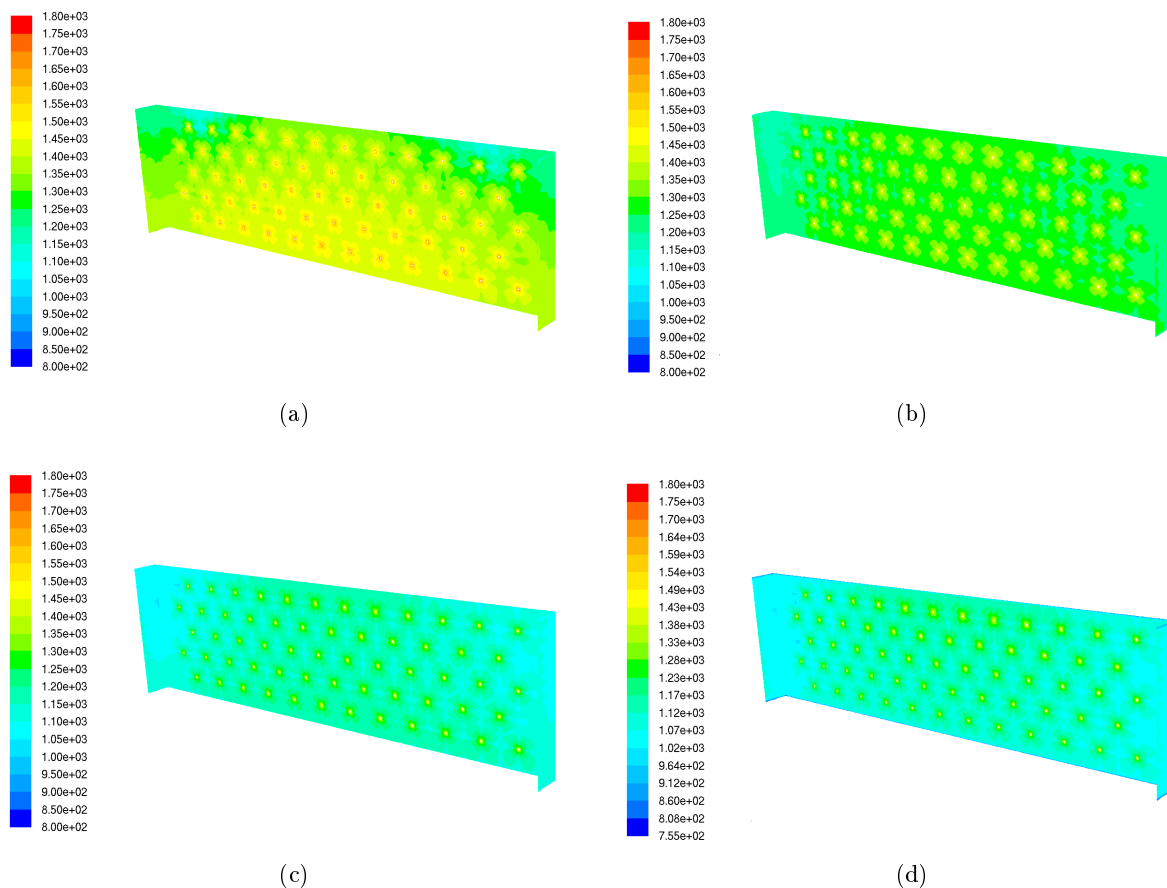 1.80e+03
1.75e+03
1.70e+03
1.65e+03
1.60e+03
1.55e+03
1.50e+03
1.45e+03
1.40e+03
1.35e+03
1.30e+03
1.25e+03
1.20e+03
1.15e+03
1.10e+03
1.05e+03
1.00e+03
9.50e+02
9.00e+02
8.50e+02
8.00e+02
(a)
1.80e+03
1.75e+03
1.70e+03
1.65e+03
1.60e+03
1.55e+03
1.50e+03
1.45e+03
1.40e+03
1.35e+03
1.30e+03
1.25e+03
1.20e+03
1.15e+03
1.10e+03
1.05e+03
1.00e+03
9.50e+02
9.00e+02
8.50e+02
8.00e+02
(b)
1.80e+03
1.75e+03
1.70e+03
1.65e+03
1.60e+03
1.55e+03
1.50e+03
1.45e+03
1.40e+03
1.35e+03
1.30e+03
1.25e+03
1.20e+03
1.15e+03
1.10e+03
1.05e+03
1.00e+03
9.50e+02
9.00e+02
8.50e+02
8.00e+02
(c)
1.80e+03
1.75e+03
1.70e+03
1.64e+03
1.59e+03
1.54e+03
1.49e+03
1.43e+03
1.38e+03
1.33e+03
1.28e+03
1.23e+03
1.17e+03
1.12e+03
1.07e+03
1.02e+03
9.64e+02
9.12e+02
8.60e+02
8.08e+02
7.55e+02
(d)